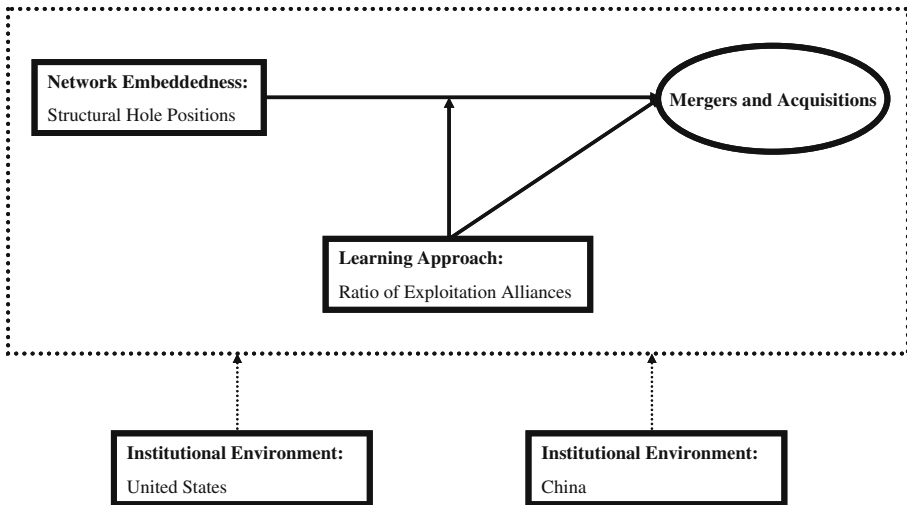 Network Embeddedness:
Structural Hole Positions
Mergers and Acquisitions
Learning Approach:
Ratio of Exploitation Alliances
Institutional Environment:
United States
Institutional Environment:
China